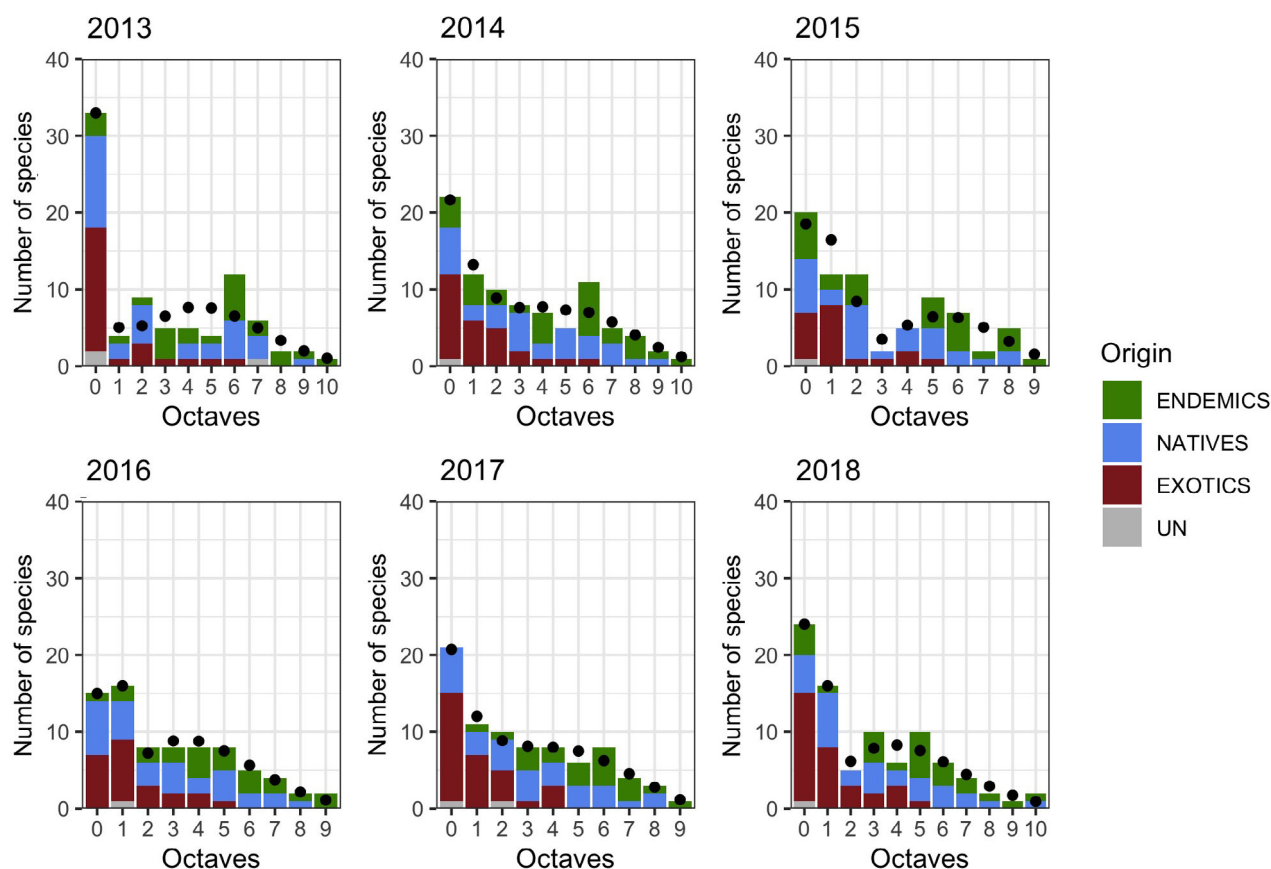 2013
2014
2015
Number of species
40
30
20
10
0
0 1 2 3 4 5 6 7 8 9 10
Octaves
Number of species
40
30
20
10
0
0 1 2 3 4 5 6 7 8 9 10
Octaves
Number of species
40
30
20
10
0
0 1 2 3 4 5 6 7 8 9
Octaves
Origin
ENDEMICS
NATIVES
EXOTICS
UN
2016
2017
2018
Number of species
40
30
20
10
0
0 1 2 3 4 5 6 7 8 9
Octaves
Number of species
40
30
20
10
0
0 1 2 3 4 5 6 7 8 9
Octaves
Number of species
40
30
20
10
0
0 1 2 3 4 5 6 7 8 9 10
Octaves